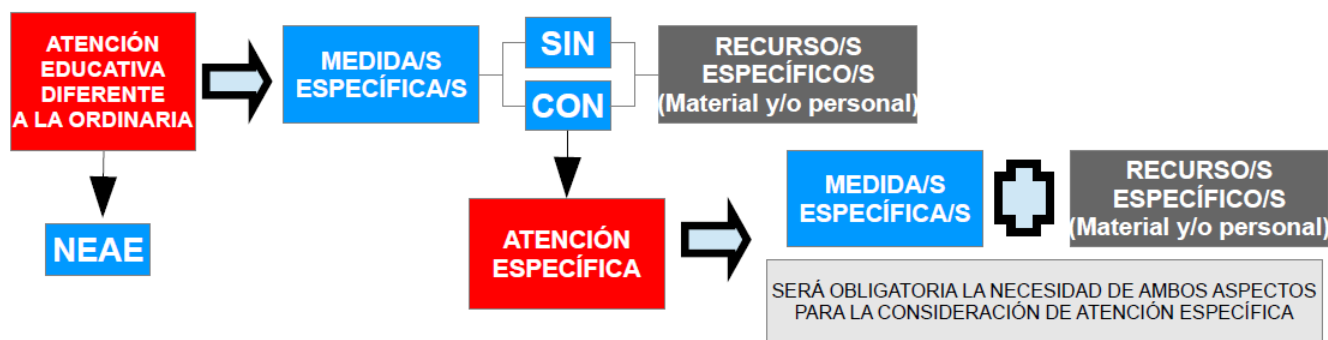 ATENCIÓN
EDUCATIVA
DIFERENTE
A LA ORDINARIA
MEDIDA/S
ESPECÍFICA/S
SIN
CON
RECURSO/S
ESPECÍFICO/S
(Material y/o personal)
NEAE
ATENCIÓN
ESPECÍFICA
MEDIDA/S
ESPECÍFICA/S
RECURSO/S
ESPECÍFICO/S
(Material y/o personal)
SERÁ OBLIGATORIA LA NECESIDAD DE AMBOS ASPECTOS
PARA LA CONSIDERACIÓN DE ATENCIÓN ESPECÍFICA